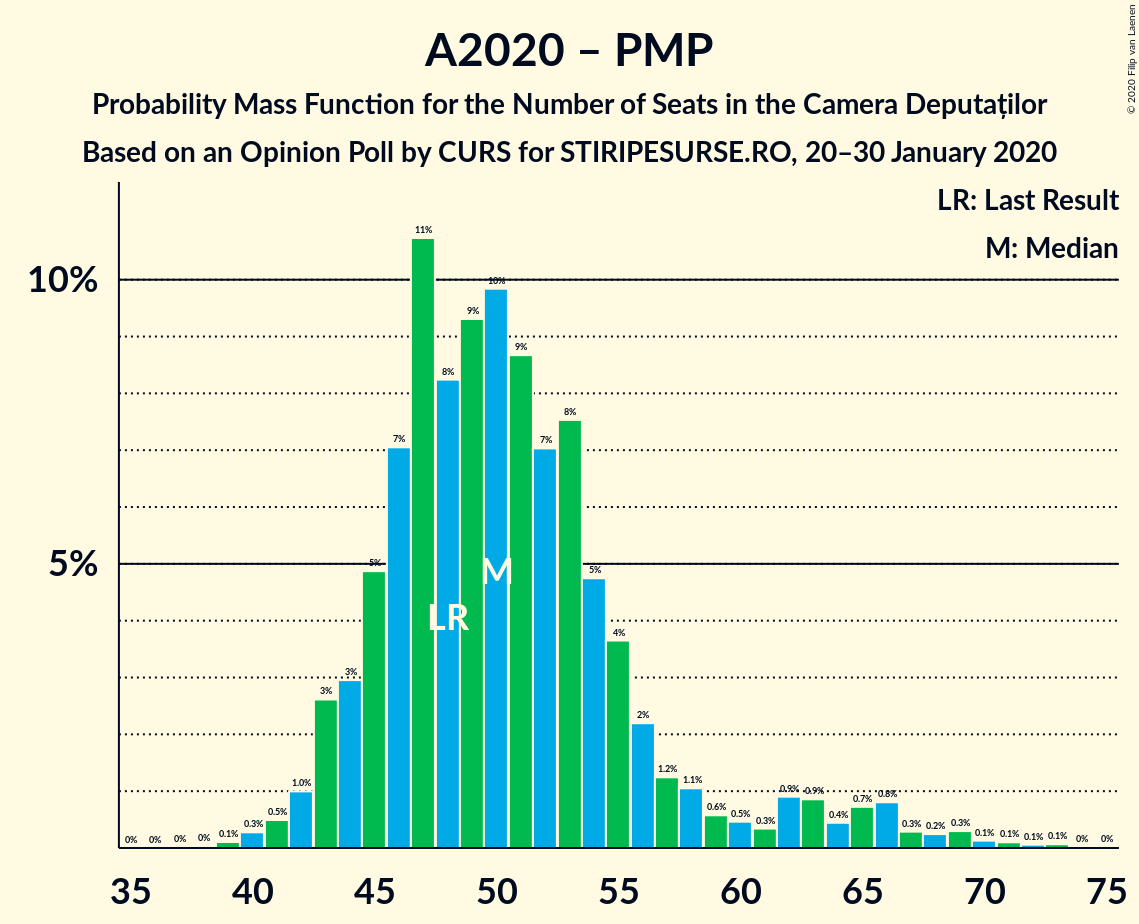 © 2020 Filip van Laenen
A2020 – PMP
Probability Mass Function for the Number of Seats in the Camera Deputaților
Based on an Opinion Poll by CURS for STIRIPESURSE.RO, 20–30 January 2020
LR: Last Result
M: Median
10%
5%
0% 0% 0% 0% 0.1% 0.3% 0.5% 1.0% 3% 3% 5% 7% 11% 8% 9% 10% 9% 7% 8% 5% 4% 2% 1.2% 1.1% 0.6% 0.5% 0.3% 0.9% 0.9% 0.4% 0.7% 0.8% 0.3% 0.2% 0.3% 0.1% 0.1% 0.1% 0.1% 0% 0%
M
LR
35 40 45 50 55 60 65 70 75